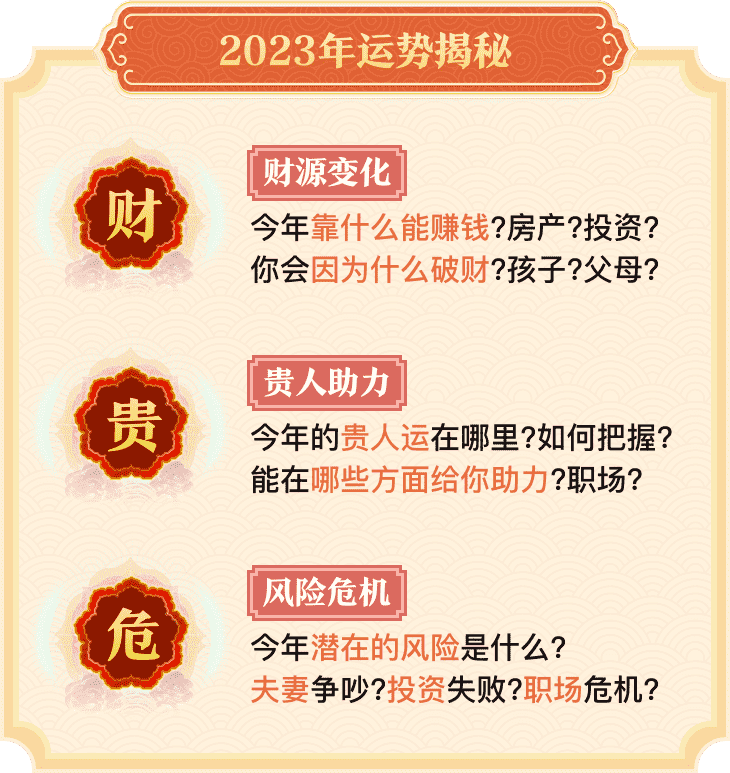 2023年运势揭秘
财
财源变化
今年靠什么能赚钱?房产?投资?
你会因为什么破财?孩子?父母?
贵
贵人助力
今年的贵人运在哪里?如何把握?
能在哪些方面给你助力?职场?
危
风险危机
今年潜在的风险是什么?
夫妻争吵?投资失败?职场危机?